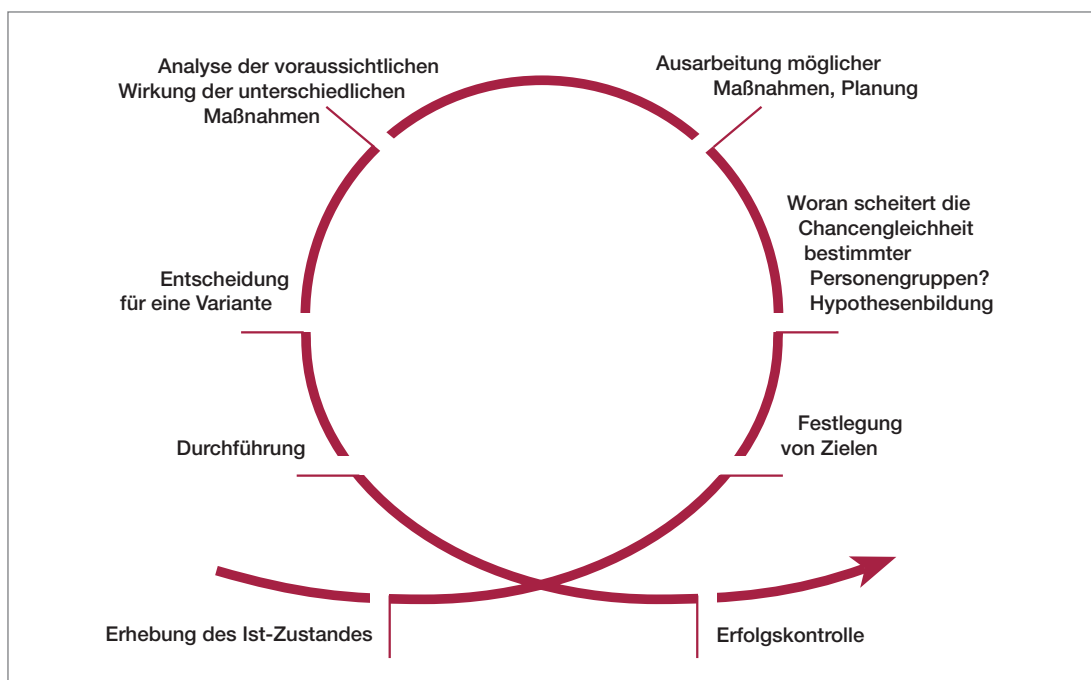 Analyse der voraussichtlichen
Wirkung der unterschiedlichen
Maßnahmen
Ausarbeitung möglicher
Maßnahmen, Planung
Woran scheitert die
Chancengleichheit
bestimmter
Personengruppen?
Hypothesenbildung
Entscheidung
für eine Variante
Durchführung
Festlegung
von Zielen
Erhebung des Ist-Zustandes
Erfolgskontrolle